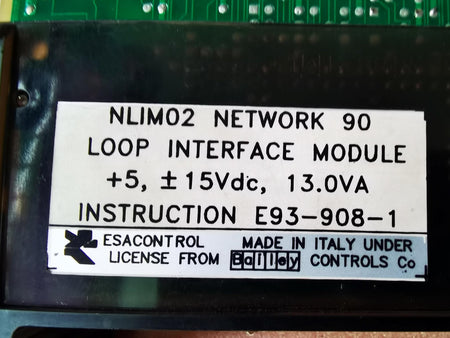 NLIM02 NETWORK 90
LOOP INTERFACE MODULE
+5, ±15Vdc, 13.0VA
INSTRUCTION E93-908-1
ESACONTROL MADE IN ITALY UNDER
LICENSE FROM Bailey CONTROLS Co